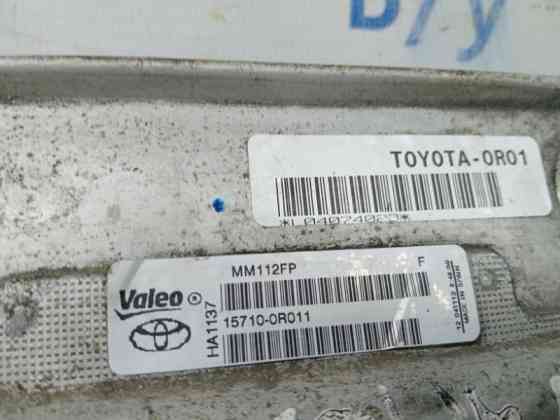 Б/у
TOYOTA-0R01
MM112FP F
Valeo ®
HA1137
15710-0R011